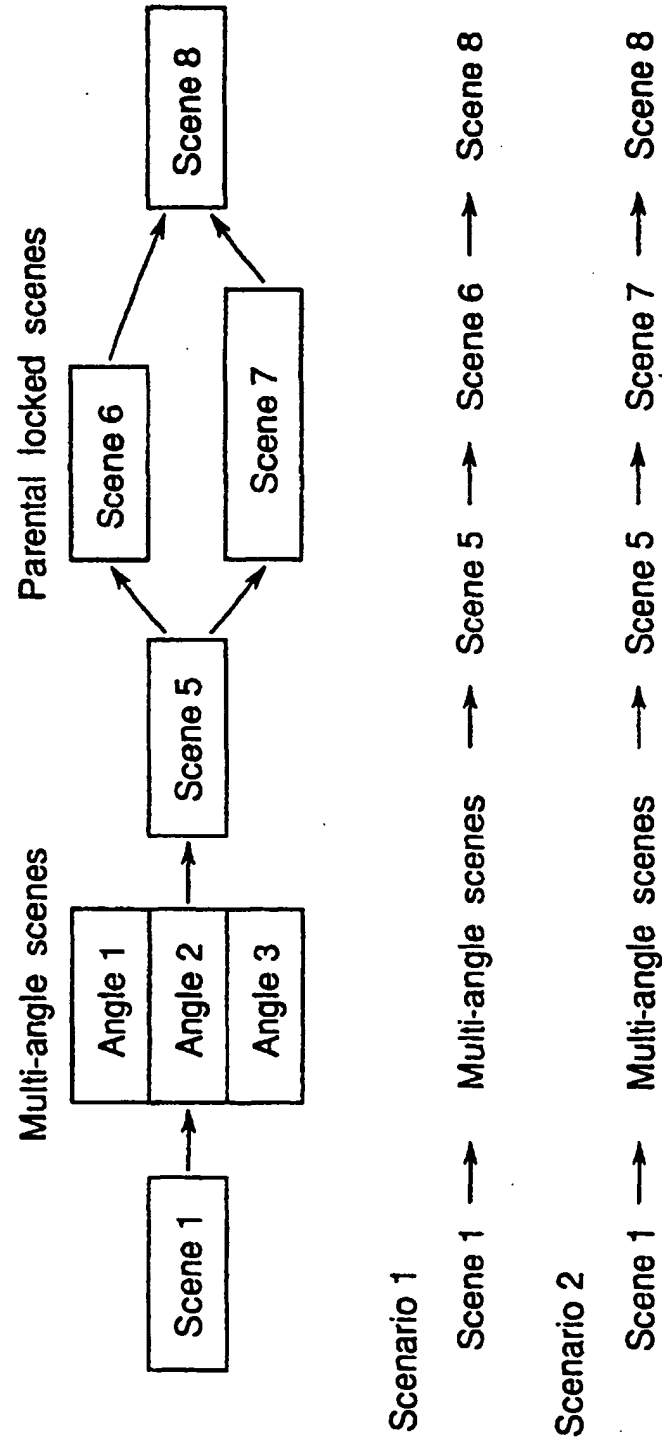 Multi-angle scenes
Parental locked scenes
Scene 1
Angle 1
Angle 2
Angle 3
Scene 5
Scene 6
Scene 7
Scene 8
Scenario 1
Scene 1 → Multi-angle scenes → Scene 5 → Scene 6 → Scene 8
Scenario 2
Scene 1 → Multi-angle scenes → Scene 5 → Scene 7 → Scene 8